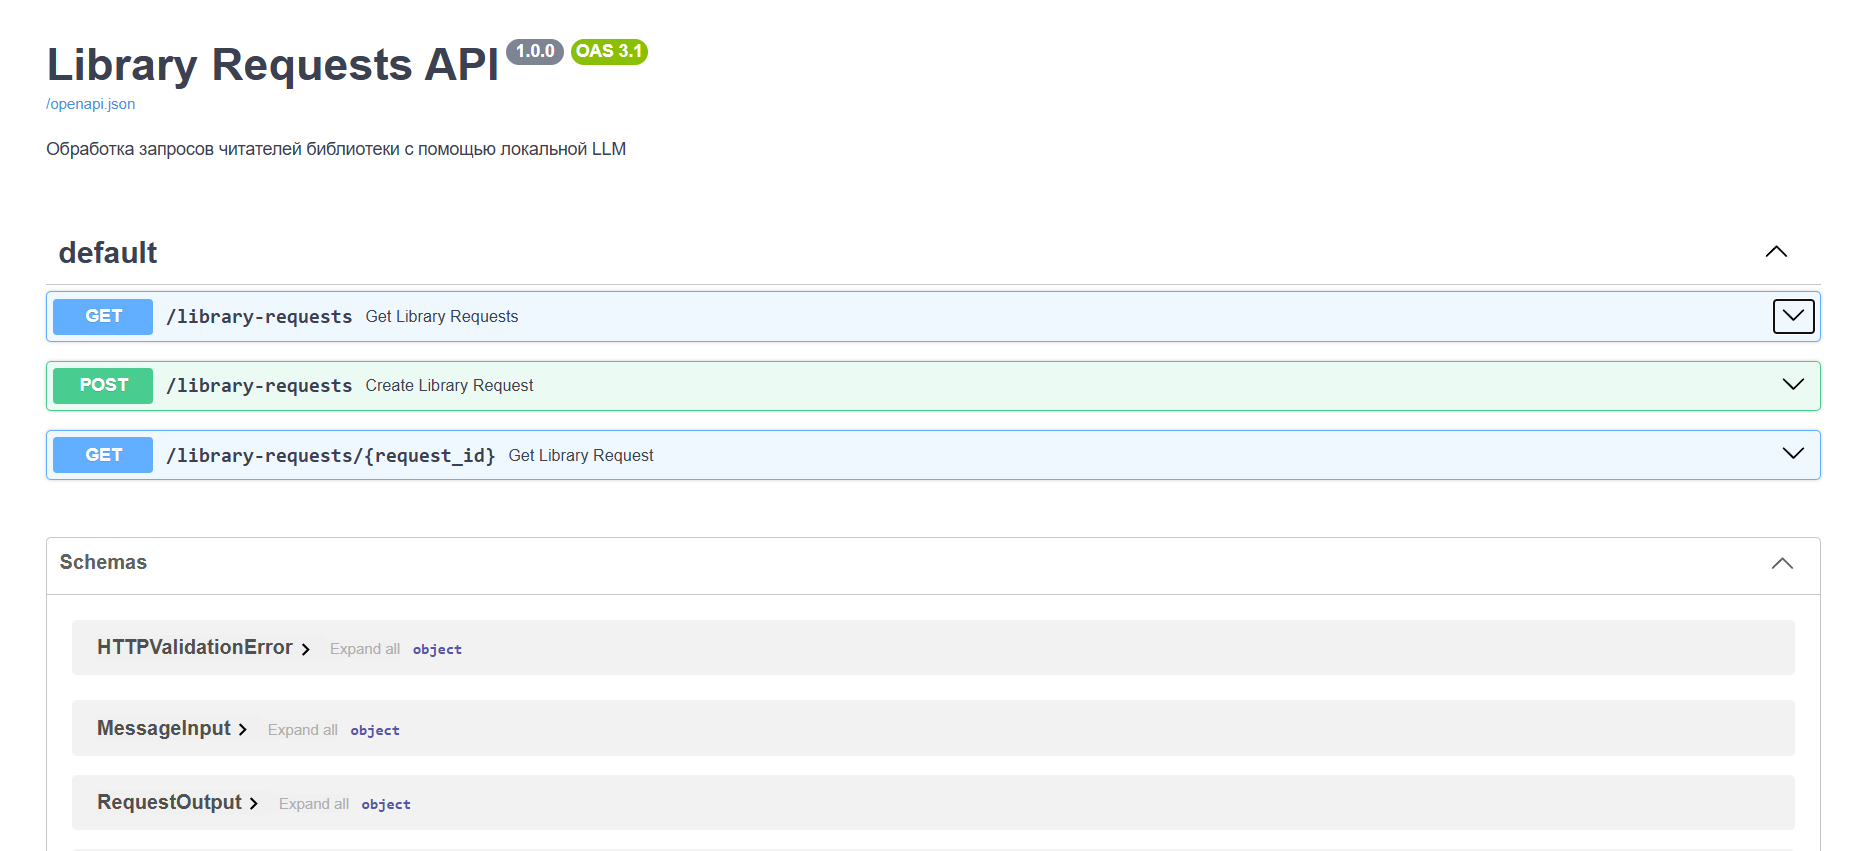 Library Requests API 1.0.0 OAS 3.1
/openapi.json
Обработка запросов читателей библиотеки с помощью локальной LLM
default
GET /library-requests Get Library Requests
POST /library-requests Create Library Request
GET /library-requests/{request_id} Get Library Request
Schemas
HTTPValidationError Expand all object
MessageInput Expand all object
RequestOutput Expand all object